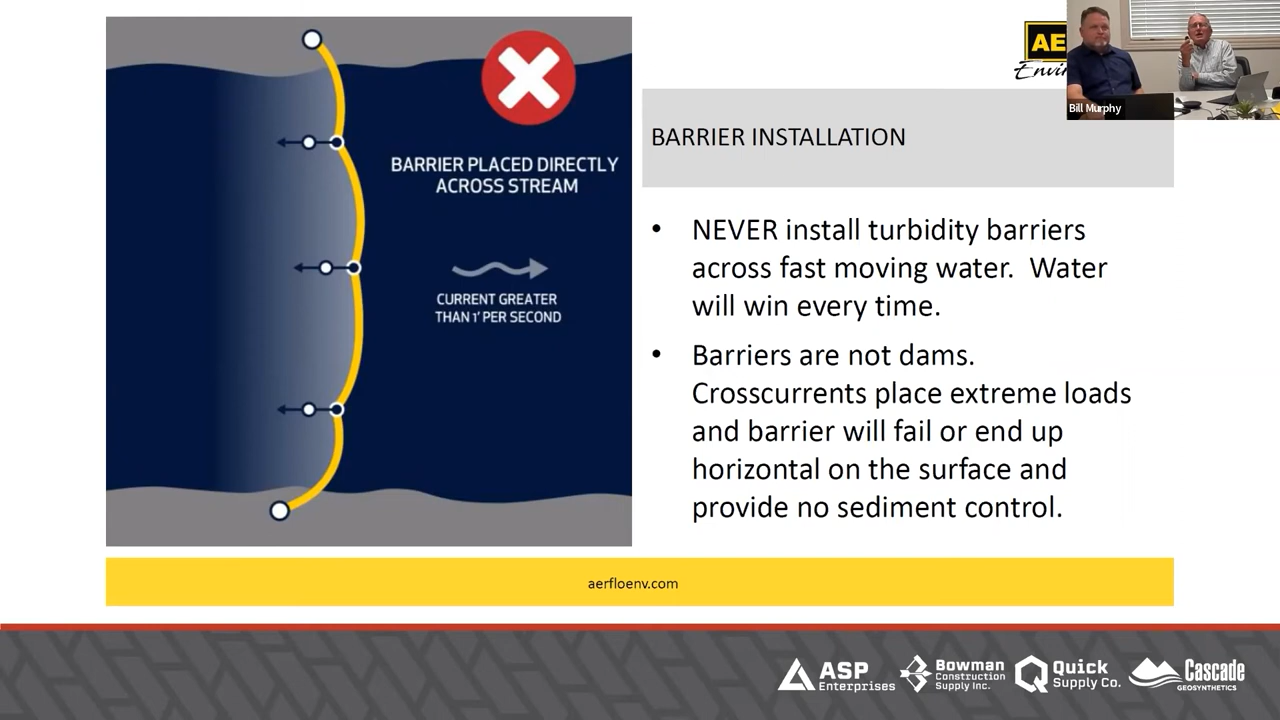 AE
Envi
Bill Murphy
BARRIER INSTALLATION
BARRIER PLACED DIRECTLY
ACROSS STREAM
CURRENT GREATER
THAN 1' PER SECOND
• NEVER install turbidity barriers
across fast moving water. Water
will win every time.
• Barriers are not dams.
Crosscurrents place extreme loads
and barrier will fail or end up
horizontal on the surface and
provide no sediment control.
aerfloenv.com
ASP
Enterprises
Bowman
Construction
Supply Inc.
Quick
Supply Co.
Cascade
GEOSYNTHETICS